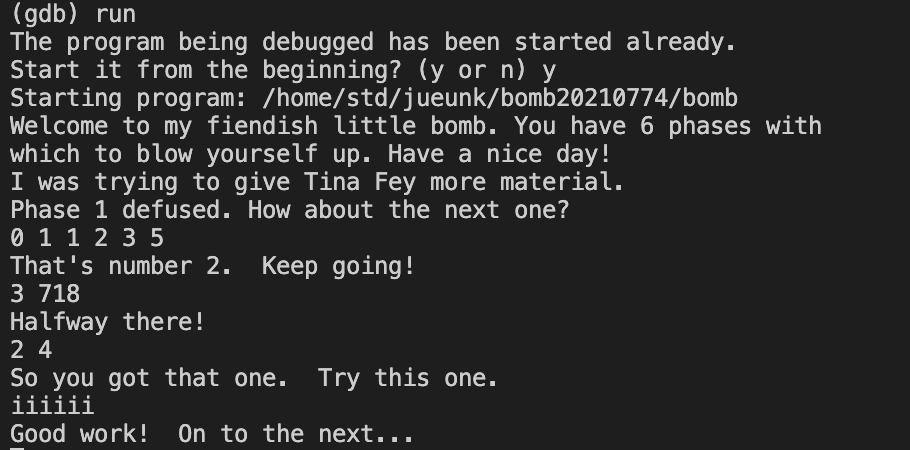 (gdb) run
The program being debugged has been started already.
Start it from the beginning? (y or n) y
Starting program: /home/std/jueunk/bomb20210774/bomb
Welcome to my fiendish little bomb. You have 6 phases with
which to blow yourself up. Have a nice day!
I was trying to give Tina Fey more material.
Phase 1 defused. How about the next one?
0 1 1 2 3 5
That's number 2.  Keep going!
3 718
Halfway there!
2 4
So you got that one.  Try this one.
iiiiii
Good work!  On to the next...